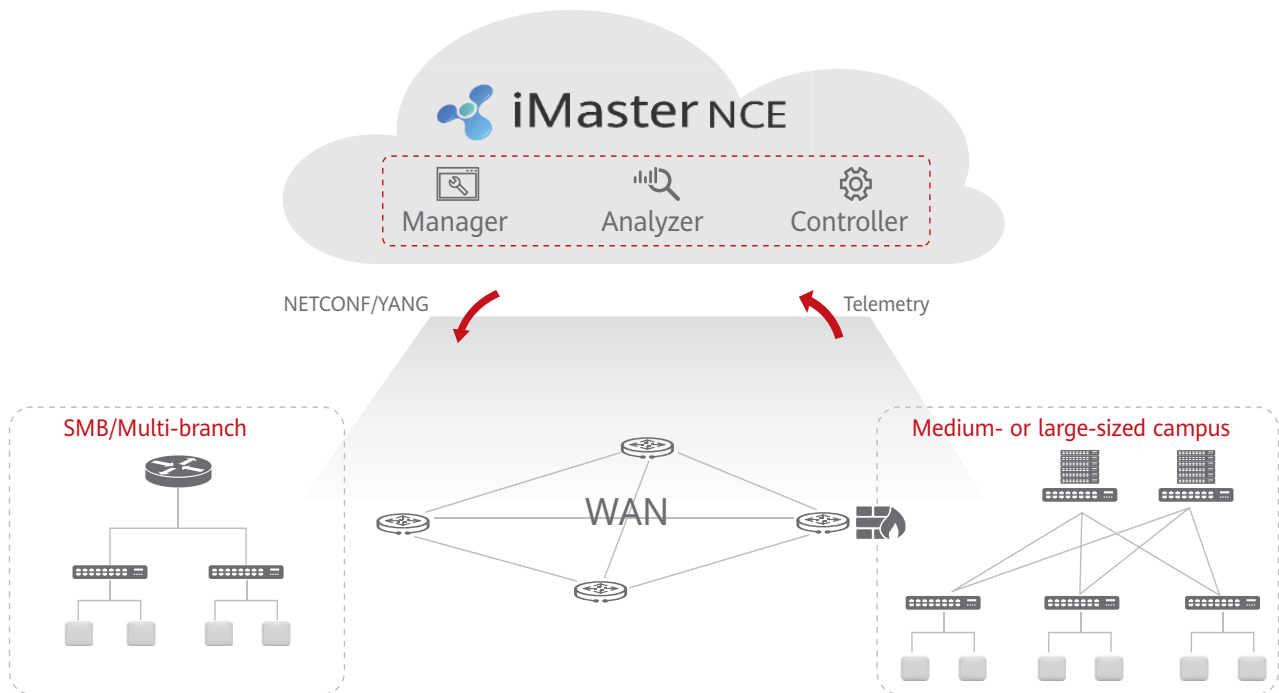 iMaster NCE
Manager
Analyzer
Controller
NETCONF/YANG
Telemetry
SMB/Multi-branch
Medium- or large-sized campus
WAN